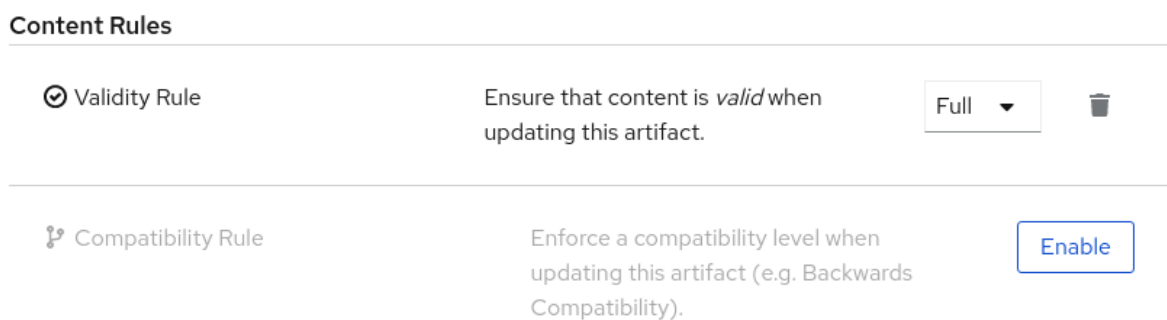 Content Rules
Validity Rule
Ensure that content is valid when
updating this artifact.
Full
Compatibility Rule
Enforce a compatibility level when
updating this artifact (e.g. Backwards
Compatibility).
Enable